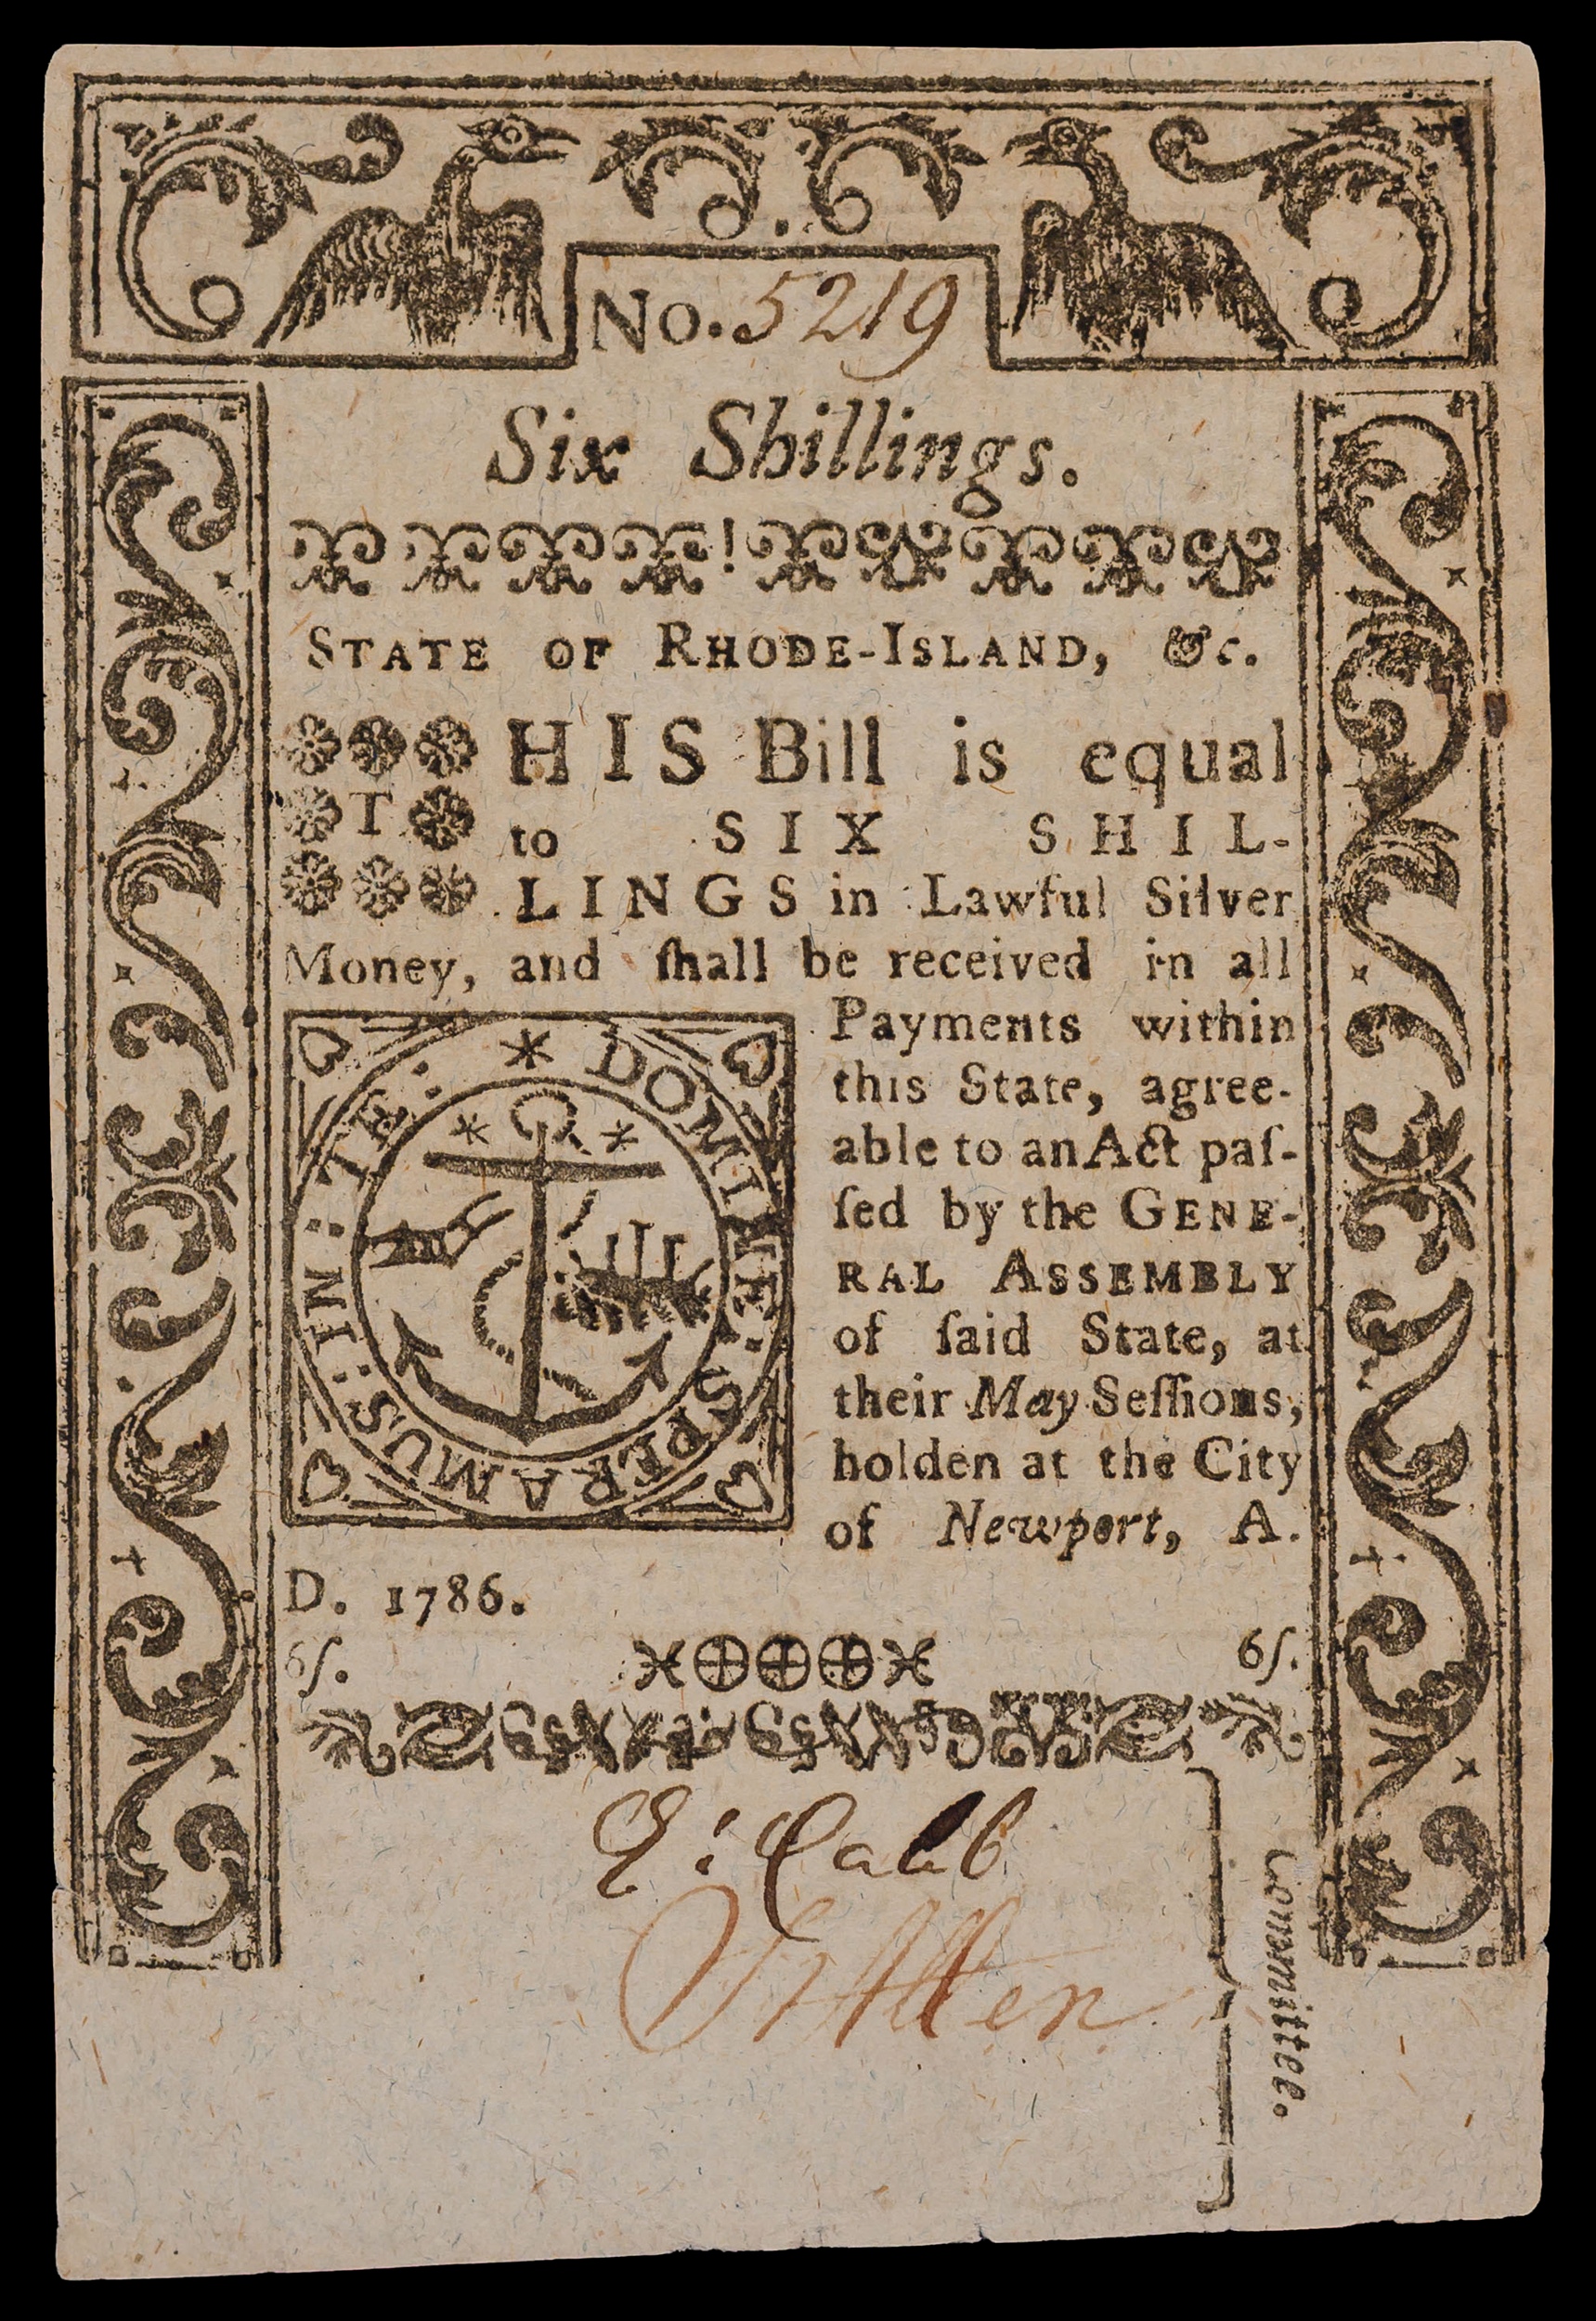 No. 5219
Six Shillings.
STATE OF RHODE-ISLAND, &c.
THIS Bill is equal
to SIX SHIL-
LINGS in Lawful Silver
Money, and ſhall be received in all
Payments within
this State, agree-
able to an Act paſ-
ſed by the GENE-
RAL ASSEMBLY
of ſaid State, at
their May Seſſions,
holden at the City
of Newport, A.
D. 1786.
IN : TE : * DOMINE : SPERAMUS :
6ſ. 6ſ.
E: Calb
Allen
Committee.